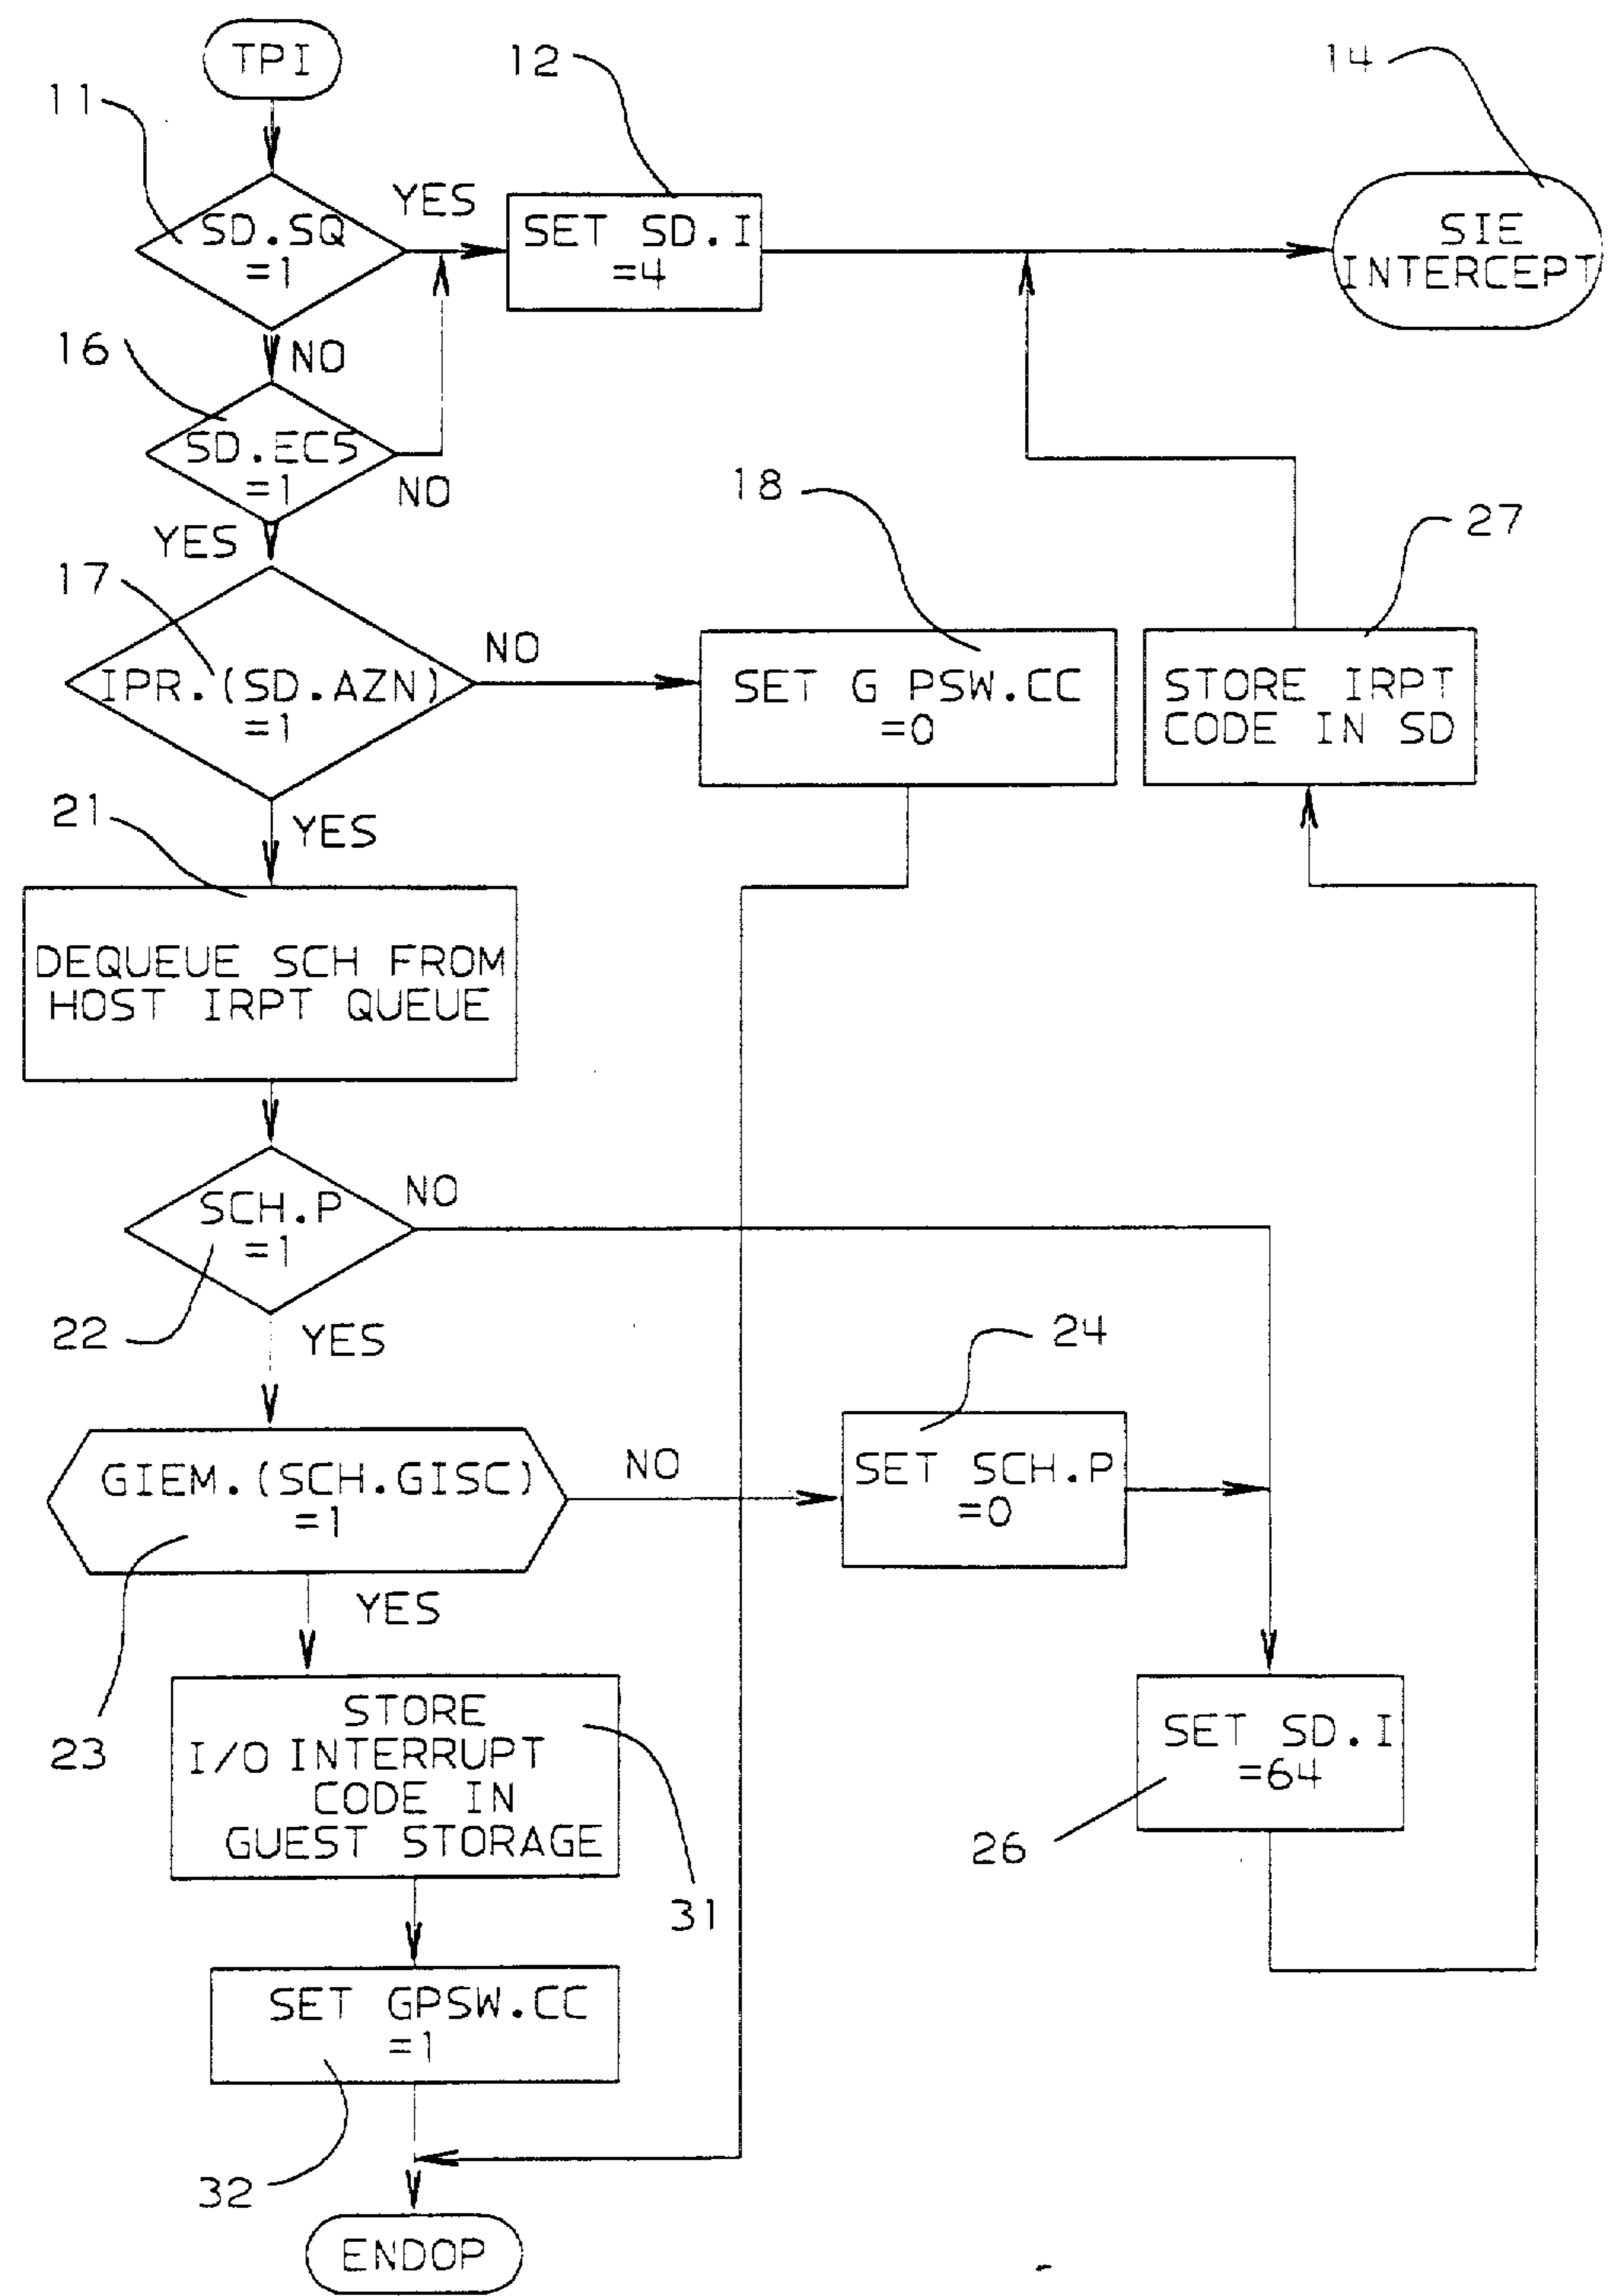 TPI
12
14
11
YES
SD.SQ
=1
SET SD.I
=4
SIE
INTERCEPT
16
NO
SD.EC5
=1
NO
YES
18
27
17
NO
IPR.(SD.AZN)
=1
SET G PSW.CC
=0
STORE IRPT
CODE IN SD
21
YES
DEQUEUE SCH FROM
HOST IRPT QUEUE
NO
SCH.P
=1
22
YES
24
GIEM.(SCH.GISC)
=1
NO
SET SCH.P
=0
YES
23
STORE
I/O INTERRUPT
CODE IN
GUEST STORAGE
SET SD.I
=64
26
31
SET GPSW.CC
=1
32
ENDOP